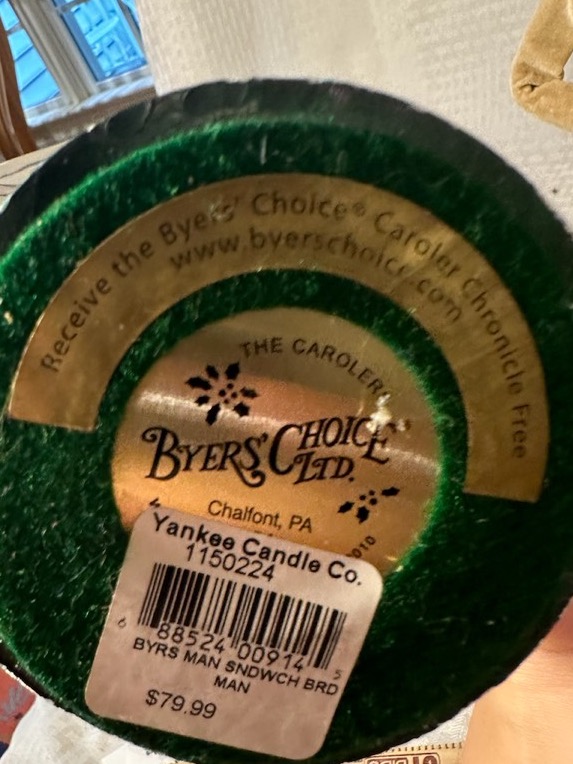 Receive the Byers' Choice® Caroler Chronicle Free
www.byerschoice.com
THE CAROLERS
BYERS' CHOICE
LTD.
Chalfont, PA
2010
Yankee Candle Co.
1150224
6 88524 00914 5
BYRS MAN SNDWCH BRD
MAN
$79.99